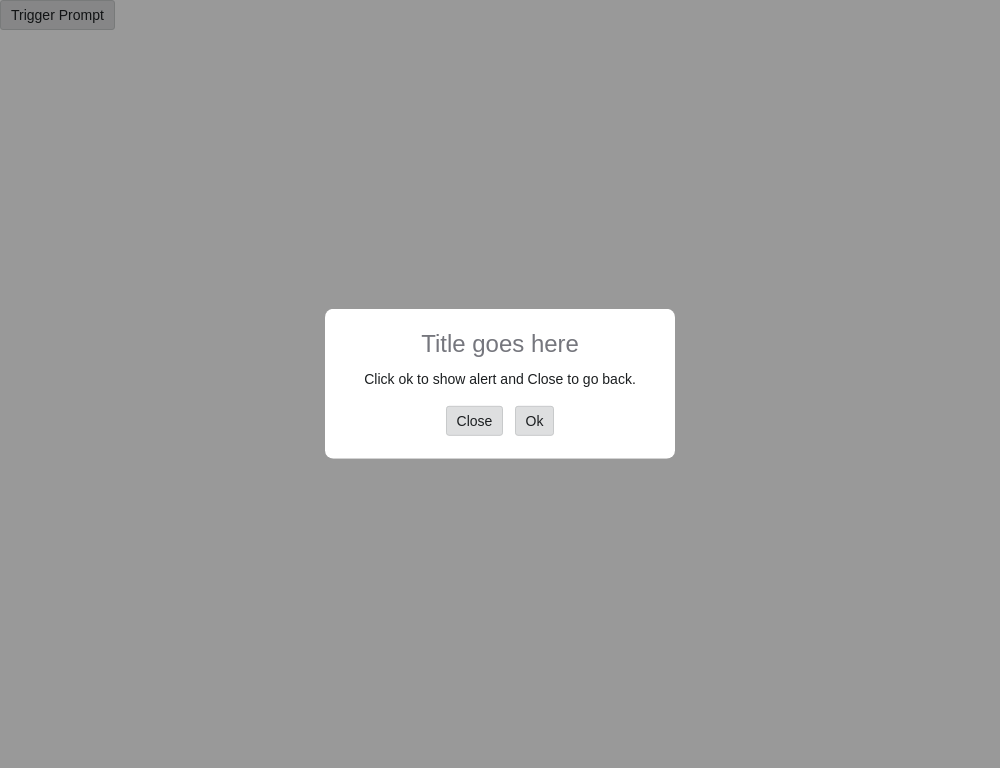 Trigger Prompt
Title goes here
Click ok to show alert and Close to go back.
Close Ok